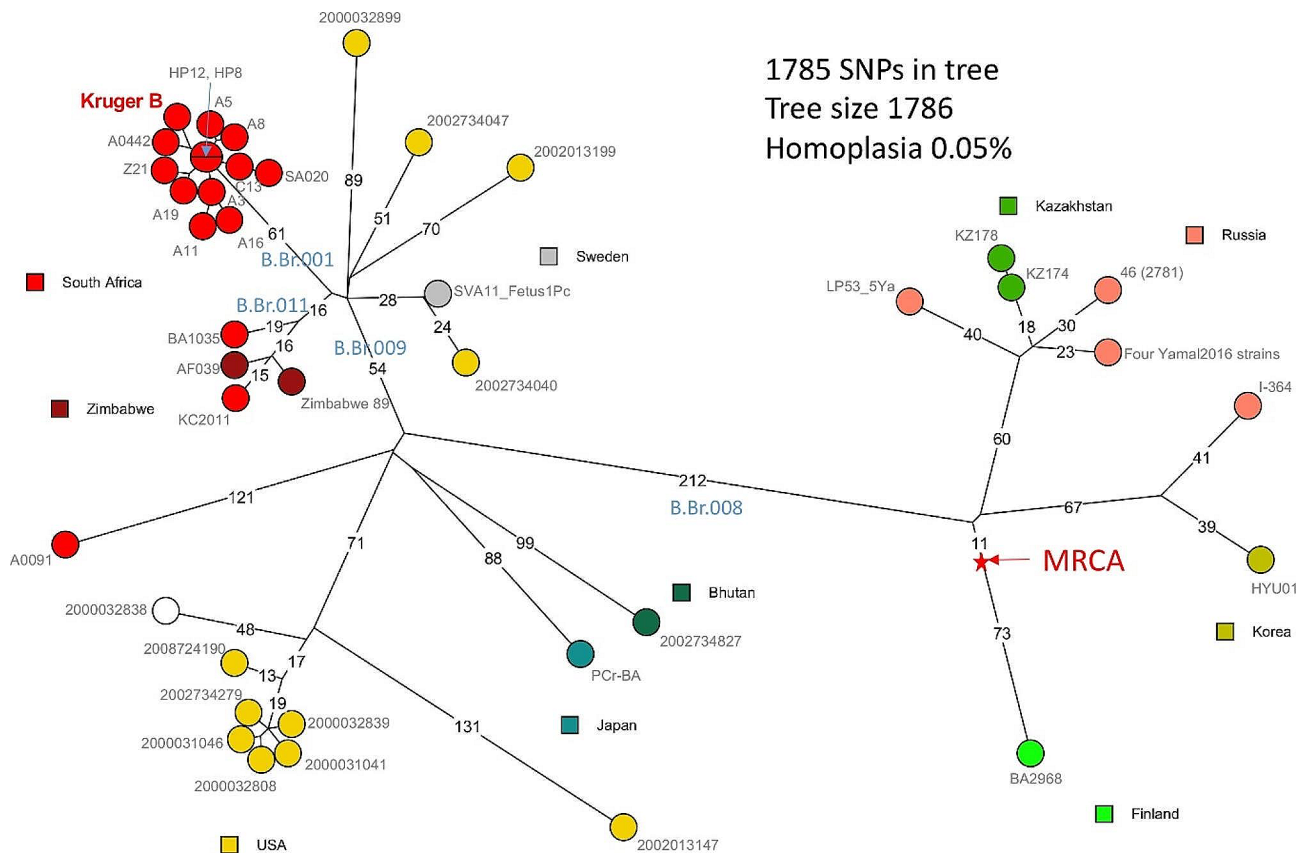 2000032899
1785 SNPs in tree
Tree size 1786
Homoplasia 0.05%
HP12, HP8
Kruger B
A5
A8
A0442
Z21
C13
SA020
A3
A19
A16
A11
2002734047
2002013199
89
51
70
61
B.Br.001
South Africa
Sweden
SVA11_Fetus1Pc
28
24
2002734040
B.Br.011
16
19
BA1035
16
AF039
15
KC2011
Zimbabwe 89
Zimbabwe
B.Br.009
54
Kazakhstan
Russia
KZ178
KZ174
46 (2781)
LP53_5Ya
40
18
30
23
Four Yamal2016 strains
I-364
60
41
67
39
HYU01
Korea
212
B.Br.008
11
MRCA
73
BA2968
Finland
121
A0091
71
99
88
Bhutan
2002734827
PCr-BA
Japan
2000032838
48
2008724190
17
13
2002734279
19
2000032839
2000031046
2000031041
2000032808
131
2002013147
USA